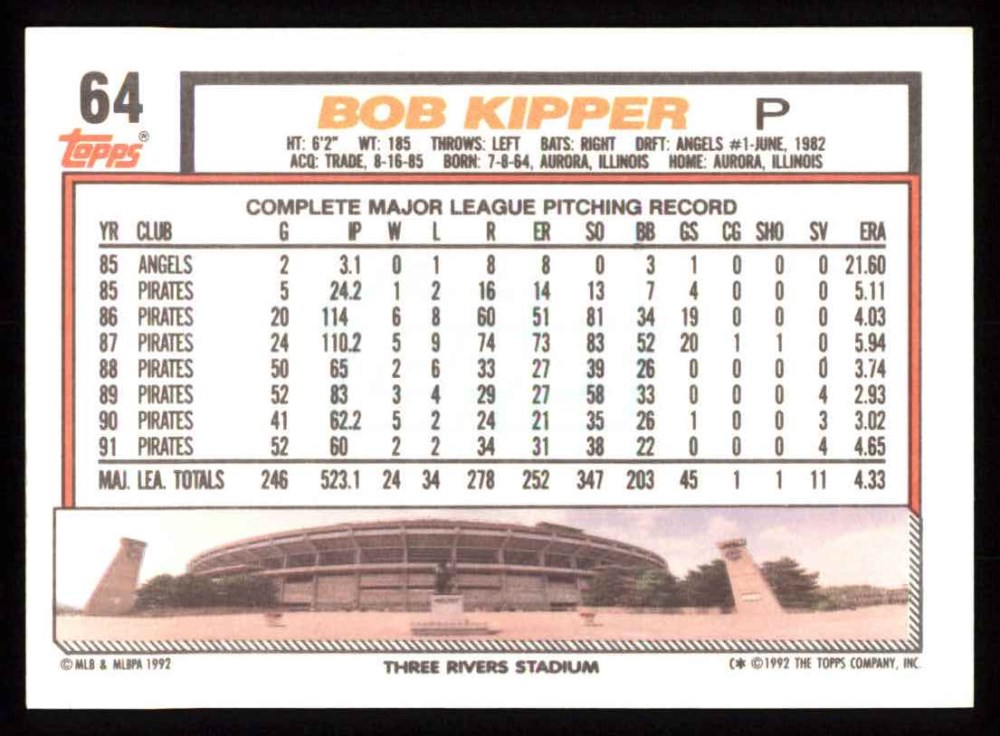 64
BOB KIPPER P
topps®
HT: 6'2" WT: 185 THROWS: LEFT BATS: RIGHT DRFT: ANGELS #1-JUNE, 1982
ACQ: TRADE, 8-16-85 BORN: 7-8-64, AURORA, ILLINOIS HOME: AURORA, ILLINOIS
COMPLETE MAJOR LEAGUE PITCHING RECORD
YR CLUB G IP W L R ER SO BB GS CG SHO SV ERA
85 ANGELS 2 3.1 0 1 8 8 0 3 1 0 0 0 21.60
85 PIRATES 5 24.2 1 2 16 14 13 7 4 0 0 0 5.11
86 PIRATES 20 114 6 8 60 51 81 34 19 0 0 0 4.03
87 PIRATES 24 110.2 5 9 74 73 83 52 20 1 1 0 5.94
88 PIRATES 50 65 2 6 33 27 39 26 0 0 0 0 3.74
89 PIRATES 52 83 3 4 29 27 58 33 0 0 0 4 2.93
90 PIRATES 41 62.2 5 2 24 21 35 26 1 0 0 3 3.02
91 PIRATES 52 60 2 2 34 31 38 22 0 0 0 4 4.65
MAJ. LEA. TOTALS 246 523.1 24 34 278 252 347 203 45 1 1 11 4.33
© MLB & MLBPA 1992 THREE RIVERS STADIUM C* © 1992 THE TOPPS COMPANY, INC.